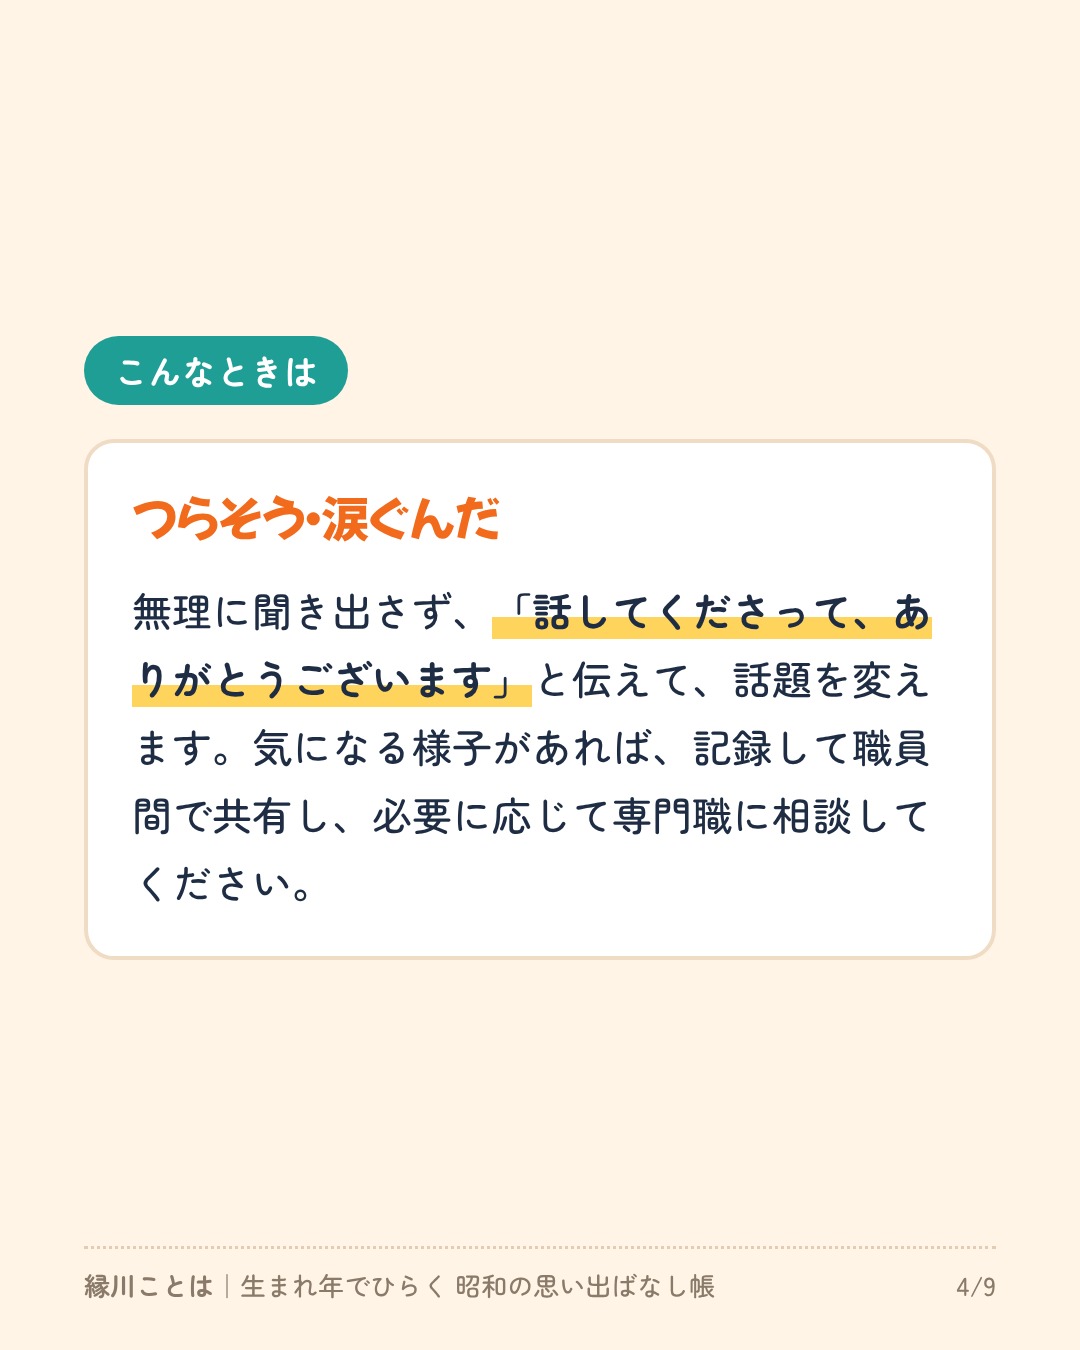 こんなときは
つらそう・涙ぐんだ
無理に聞き出さず、「話してくださって、あ
りがとうございます」と伝えて、話題を変え
ます。気になる様子があれば、記録して職員
間で共有し、必要に応じて専門職に相談して
ください。
縁川ことは｜生まれ年でひらく 昭和の思い出ばなし帳
4/9